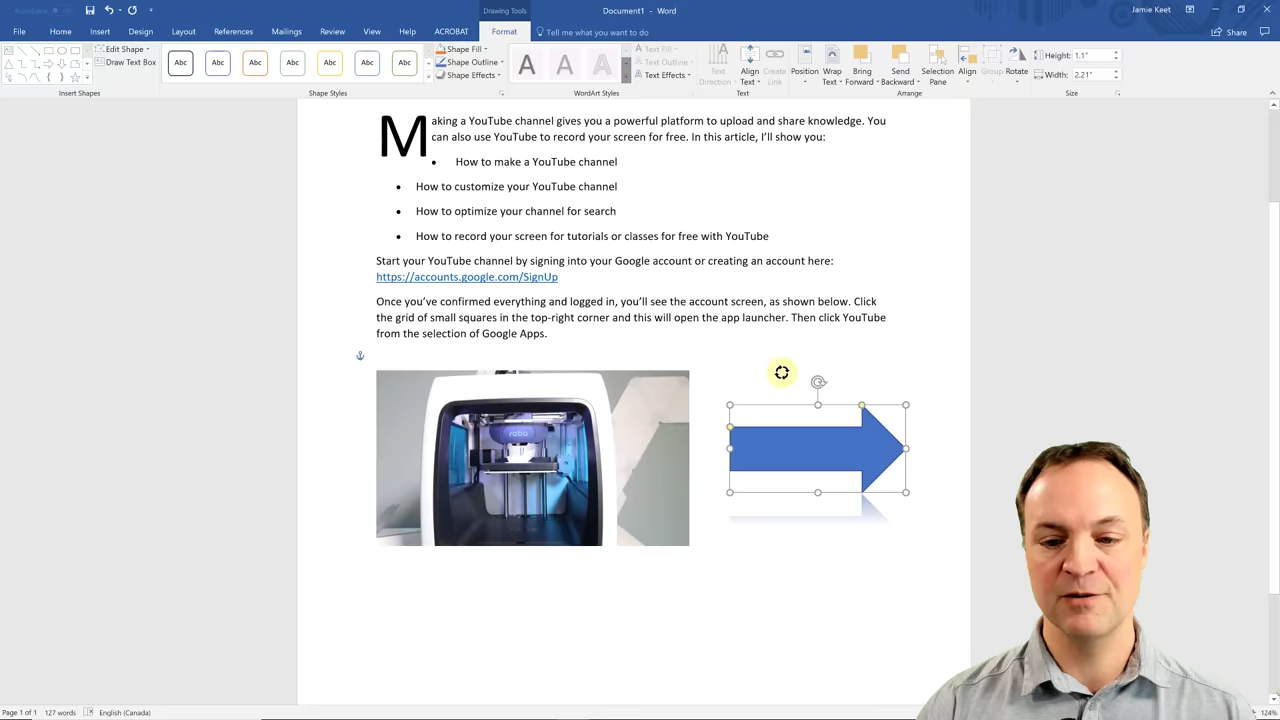 AutoSave
Document1 - Word
Drawing Tools
Jamie Keet
File
Home
Insert
Design
Layout
References
Mailings
Review
View
Help
ACROBAT
Format
Tell me what you want to do
Share
Edit Shape
Draw Text Box
Insert Shapes
Abc
Abc
Abc
Abc
Abc
Abc
Abc
Shape Fill
Shape Outline
Shape Effects
Shape Styles
A
A
A
Text Fill
Text Outline
Text Effects
WordArt Styles
Text Direction
Align Text
Create Link
Text
Position
Wrap Text
Bring Forward
Send Backward
Selection Pane
Align
Group
Rotate
Arrange
Height: 1.1"
Width: 2.21"
Size
Making a YouTube channel gives you a powerful platform to upload and share knowledge. You
can also use YouTube to record your screen for free. In this article, I’ll show you:
• How to make a YouTube channel
• How to customize your YouTube channel
• How to optimize your channel for search
• How to record your screen for tutorials or classes for free with YouTube
Start your YouTube channel by signing into your Google account or creating an account here:
https://accounts.google.com/SignUp
Once you’ve confirmed everything and logged in, you’ll see the account screen, as shown below. Click
the grid of small squares in the top-right corner and this will open the app launcher. Then click YouTube
from the selection of Google Apps.
robo
Page 1 of 1
127 words
English (Canada)
124%